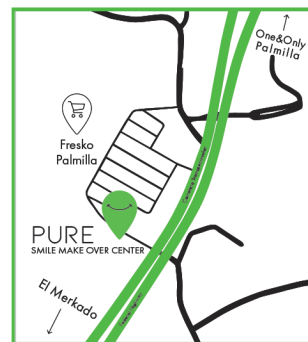 One&Only
Palmilla
Fresko
Palmilla
PURE
SMILE MAKE OVER CENTER
El Merkado